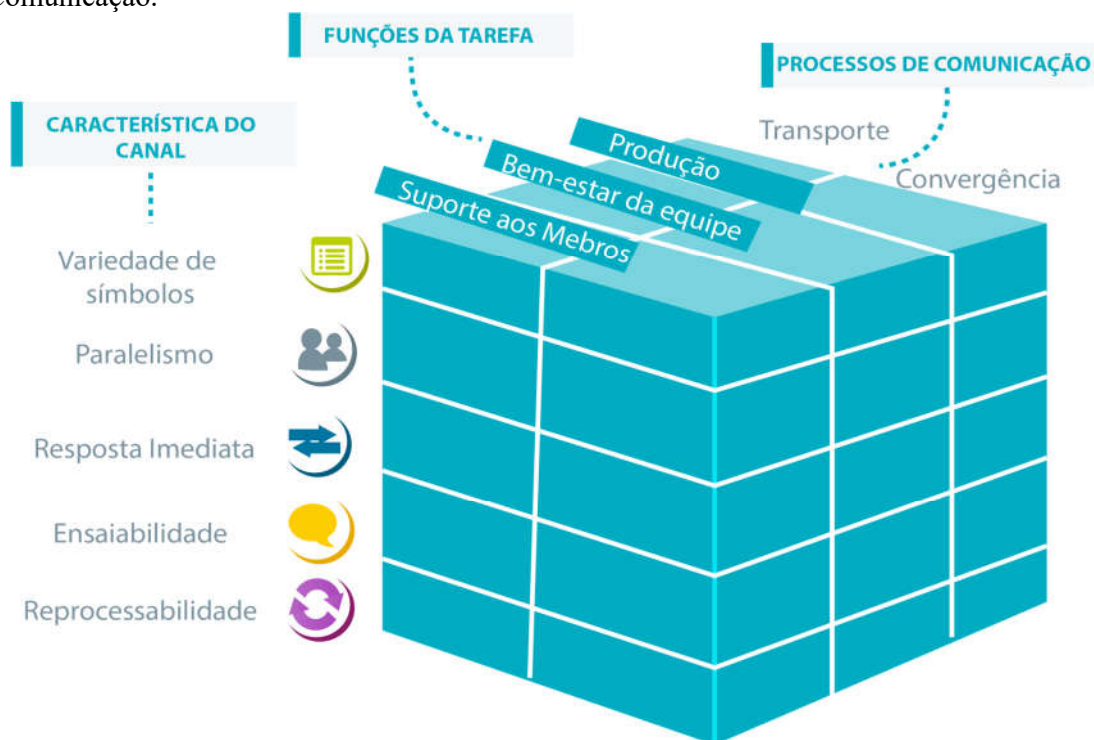 Comunicação.
FUNÇÕES DA TAREFA
PROCESSOS DE COMUNICAÇÃO
CARACTERÍSTICA DO
CANAL
Transporte
Convergência
Produção
Bem-estar da equipe
Suporte aos Mebros
Variedade de
símbolos
Paralelismo
Resposta Imediata
Ensaiabilidade
Reprocessabilidade